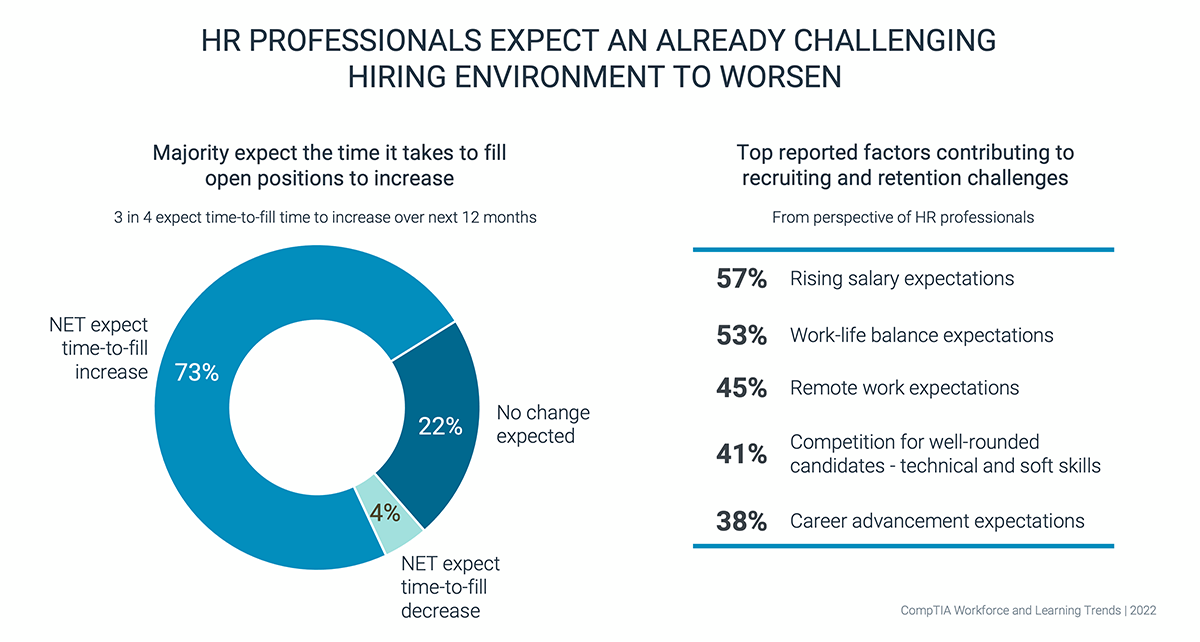 HR PROFESSIONALS EXPECT AN ALREADY CHALLENGING
HIRING ENVIRONMENT TO WORSEN
Majority expect the time it takes to fill
open positions to increase
3 in 4 expect time-to-fill time to increase over next 12 months
NET expect
time-to-fill
increase
73%
22%
No change
expected
4%
NET expect
time-to-fill
decrease
Top reported factors contributing to
recruiting and retention challenges
From perspective of HR professionals
57% Rising salary expectations
53% Work-life balance expectations
45% Remote work expectations
41% Competition for well-rounded
candidates - technical and soft skills
38% Career advancement expectations
CompTIA Workforce and Learning Trends | 2022